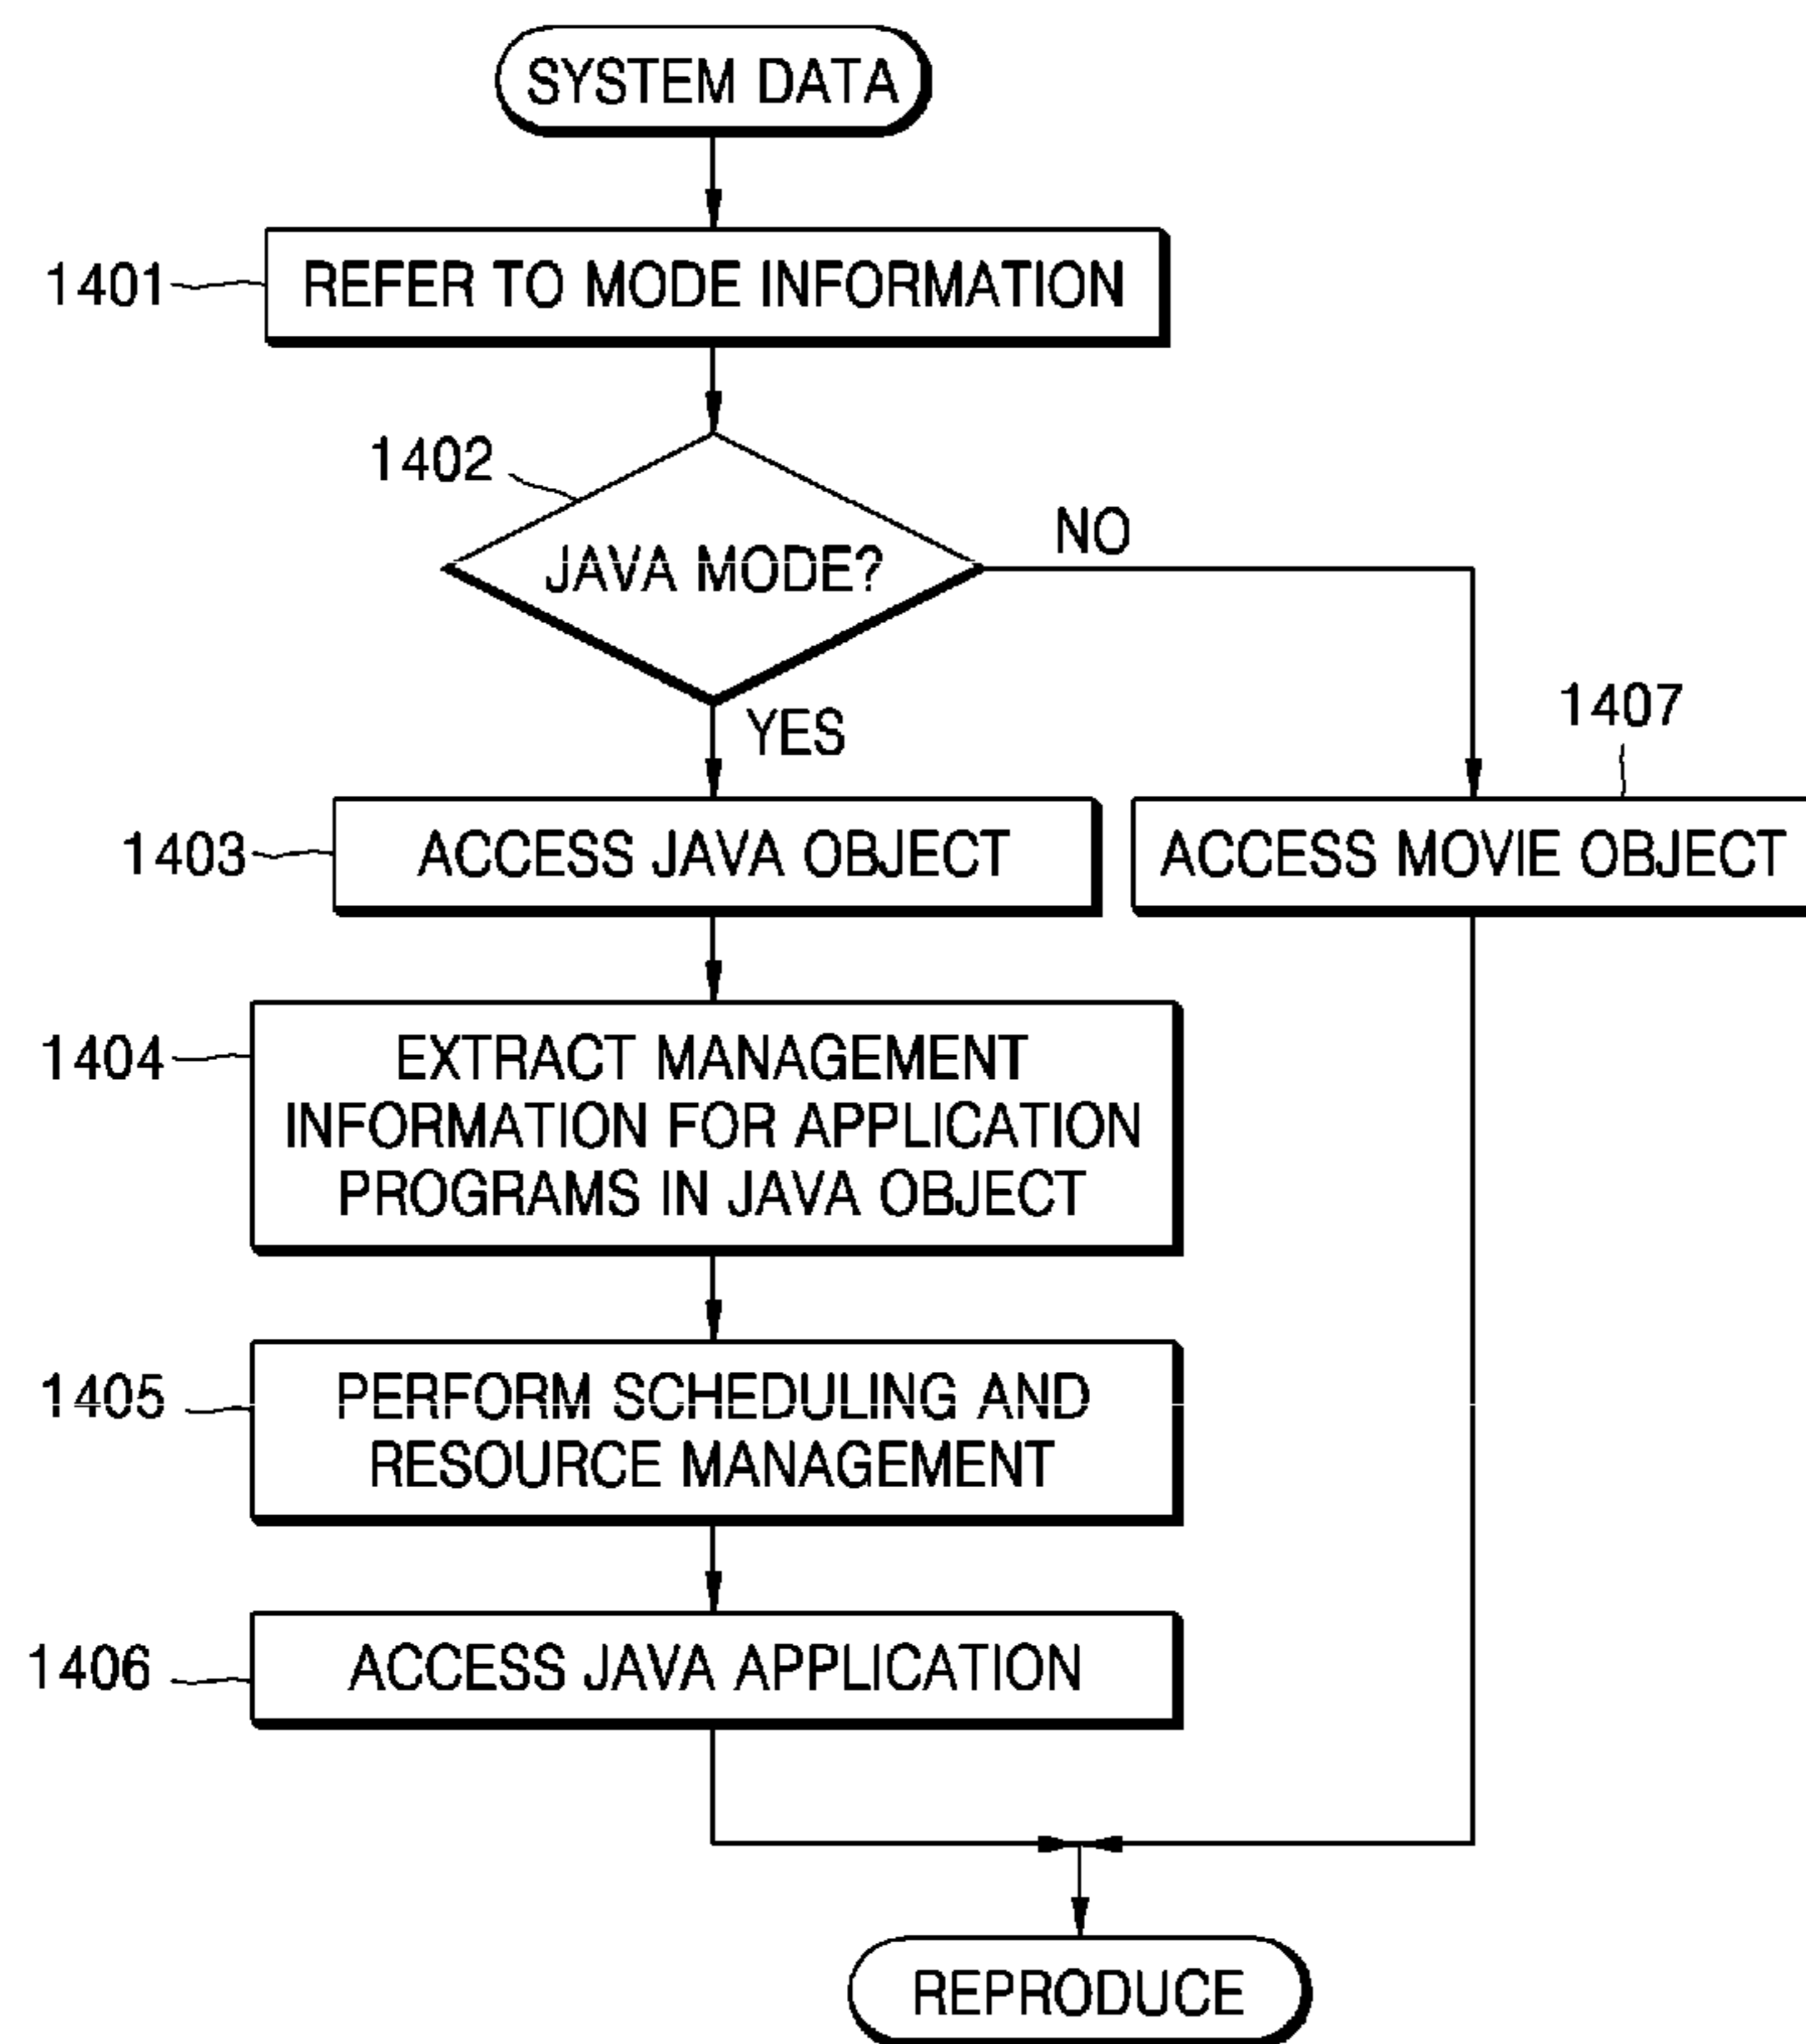 SYSTEM DATA
1401
REFER TO MODE INFORMATION
1402
JAVA MODE?
NO
YES
1407
1403
ACCESS JAVA OBJECT
ACCESS MOVIE OBJECT
1404
EXTRACT MANAGEMENT
INFORMATION FOR APPLICATION
PROGRAMS IN JAVA OBJECT
1405
PERFORM SCHEDULING AND
RESOURCE MANAGEMENT
1406
ACCESS JAVA APPLICATION
REPRODUCE